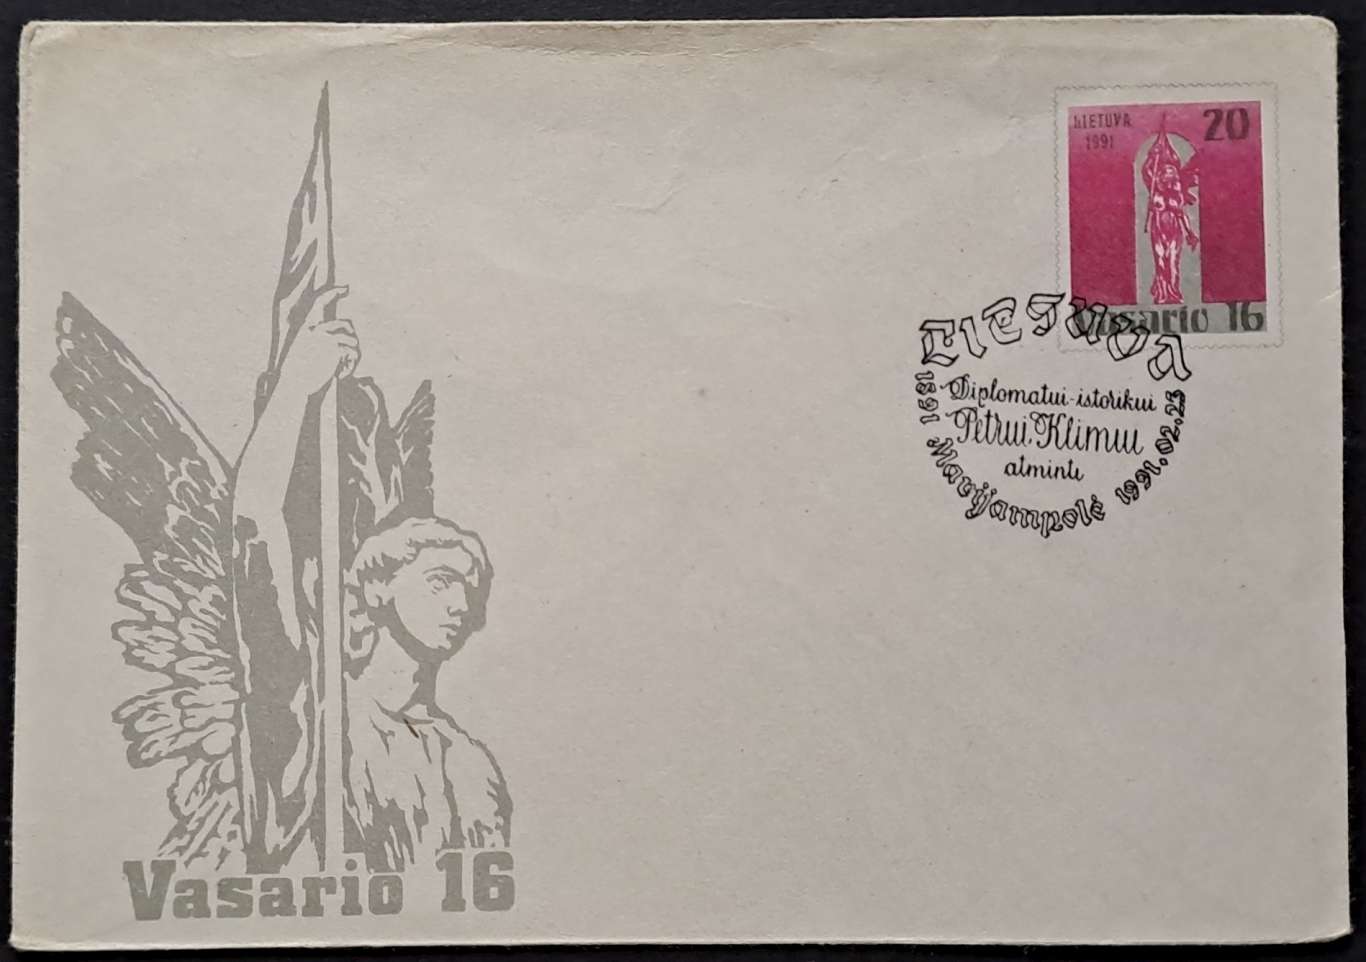 LIETUVA
1991
20
Vasario 16
LIETUVA
1891
Diplomatui-istorikui
Petrui Klimui
atminti
Marijampolė 1991.02.23
Vasario 16